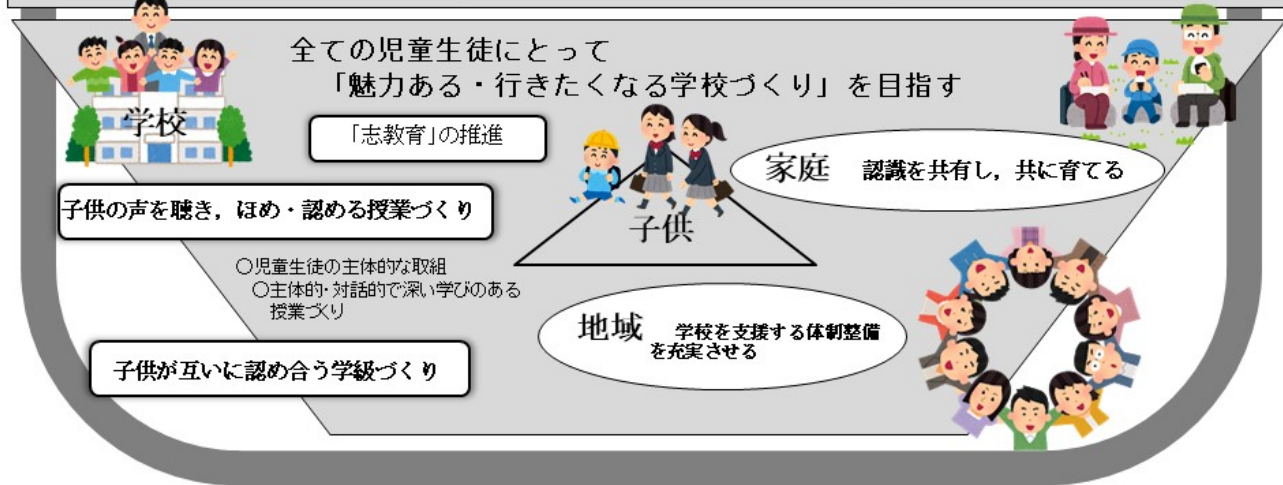 全ての児童生徒にとって
「魅力ある・行きたくなる学校づくり」を目指す
学校
「志教育」の推進
家庭 認識を共有し，共に育てる
子供の声を聴き，ほめ・認める授業づくり
子供
○児童生徒の主体的な取組
○主体的・対話的で深い学びのある
授業づくり
地域 学校を支援する体制整備
を充実させる
子供が互いに認め合う学級づくり